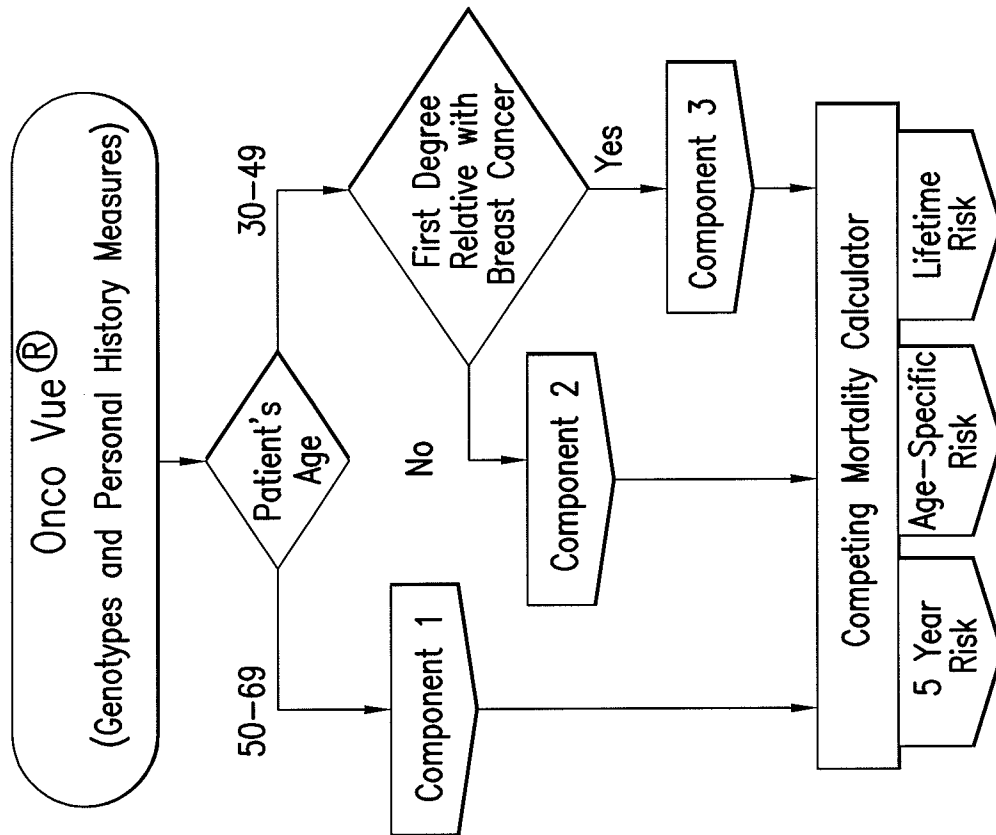 Onco Vue®
(Genotypes and Personal History Measures)
Patient's
Age
50–69
30–49
Component 1
First Degree
Relative with
Breast Cancer
No
Yes
Component 2
Component 3
Competing Mortality Calculator
5 Year
Risk
Age–Specific
Risk
Lifetime
Risk